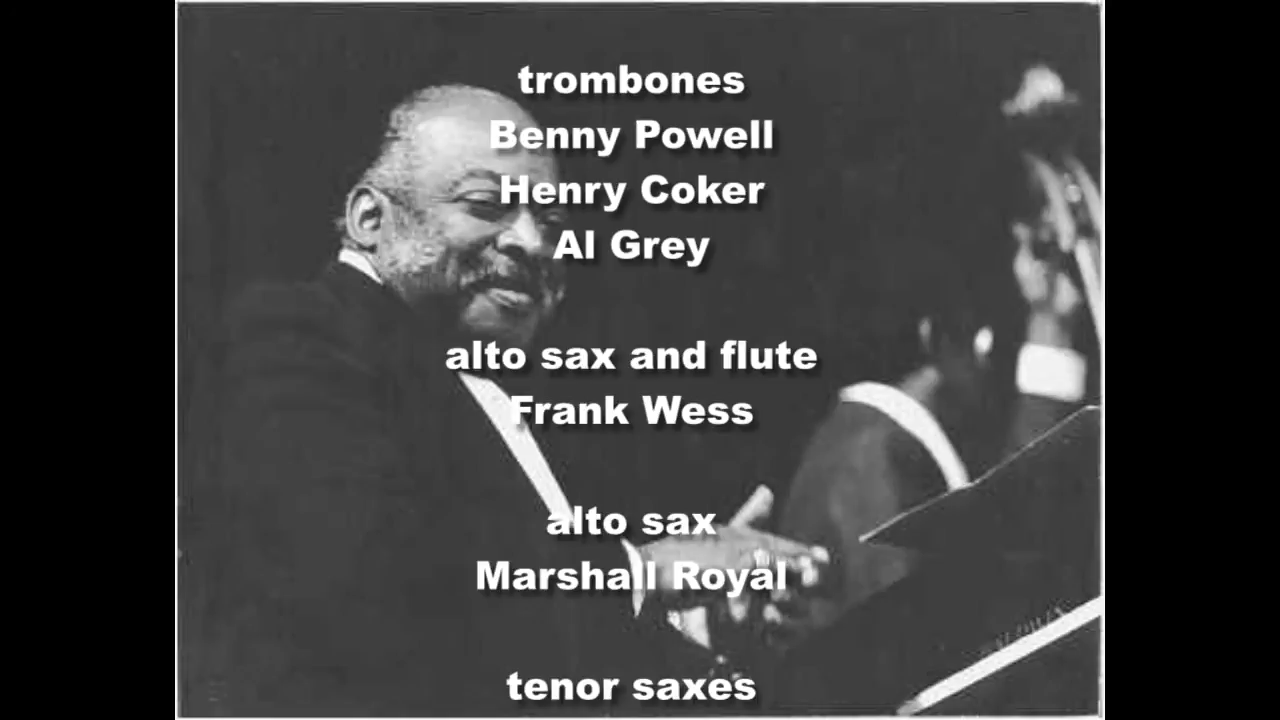 trombones
Benny Powell
Henry Coker
Al Grey
alto sax and flute
Frank Wess
alto sax
Marshall Royal
tenor saxes